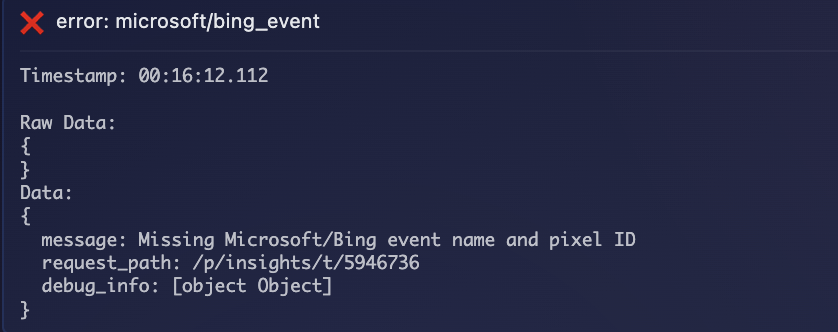 ❌ error: microsoft/bing_event
Timestamp: 00:16:12.112
Raw Data:
{
}
Data:
{
message: Missing Microsoft/Bing event name and pixel ID
request_path: /p/insights/t/5946736
debug_info: [object Object]
}